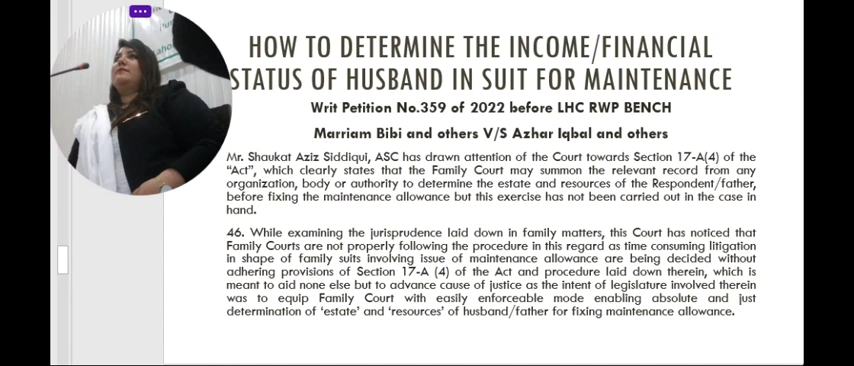 HOW TO DETERMINE THE INCOME/FINANCIAL
STATUS OF HUSBAND IN SUIT FOR MAINTENANCE
Writ Petition No.359 of 2022 before LHC RWP BENCH
Marriam Bibi and others V/S Azhar Iqbal and others
Mr. Shaukat Aziz Siddiqui, ASC has drawn attention of the Court towards Section 17-A(4) of the
"Act", which clearly states that the Family Court may summon the relevant record from any
organization, body or authority to determine the estate and resources of the Respondent/father,
before fixing the maintenance allowance but this exercise has not been carried out in the case in
hand.
46. While examining the jurisprudence laid down in family matters, this Court has noticed that
Family Courts are not properly following the procedure in this regard as time consuming litigation
in shape of family suits involving issue of maintenance allowance are being decided without
adhering provisions of Section 17-A (4) of the Act and procedure laid down therein, which is
meant to aid none else but to advance cause of justice as the intent of legislature involved therein
was to equip Family Court with easily enforceable mode enabling absolute and just
determination of 'estate' and 'resources' of husband/father for fixing maintenance allowance.